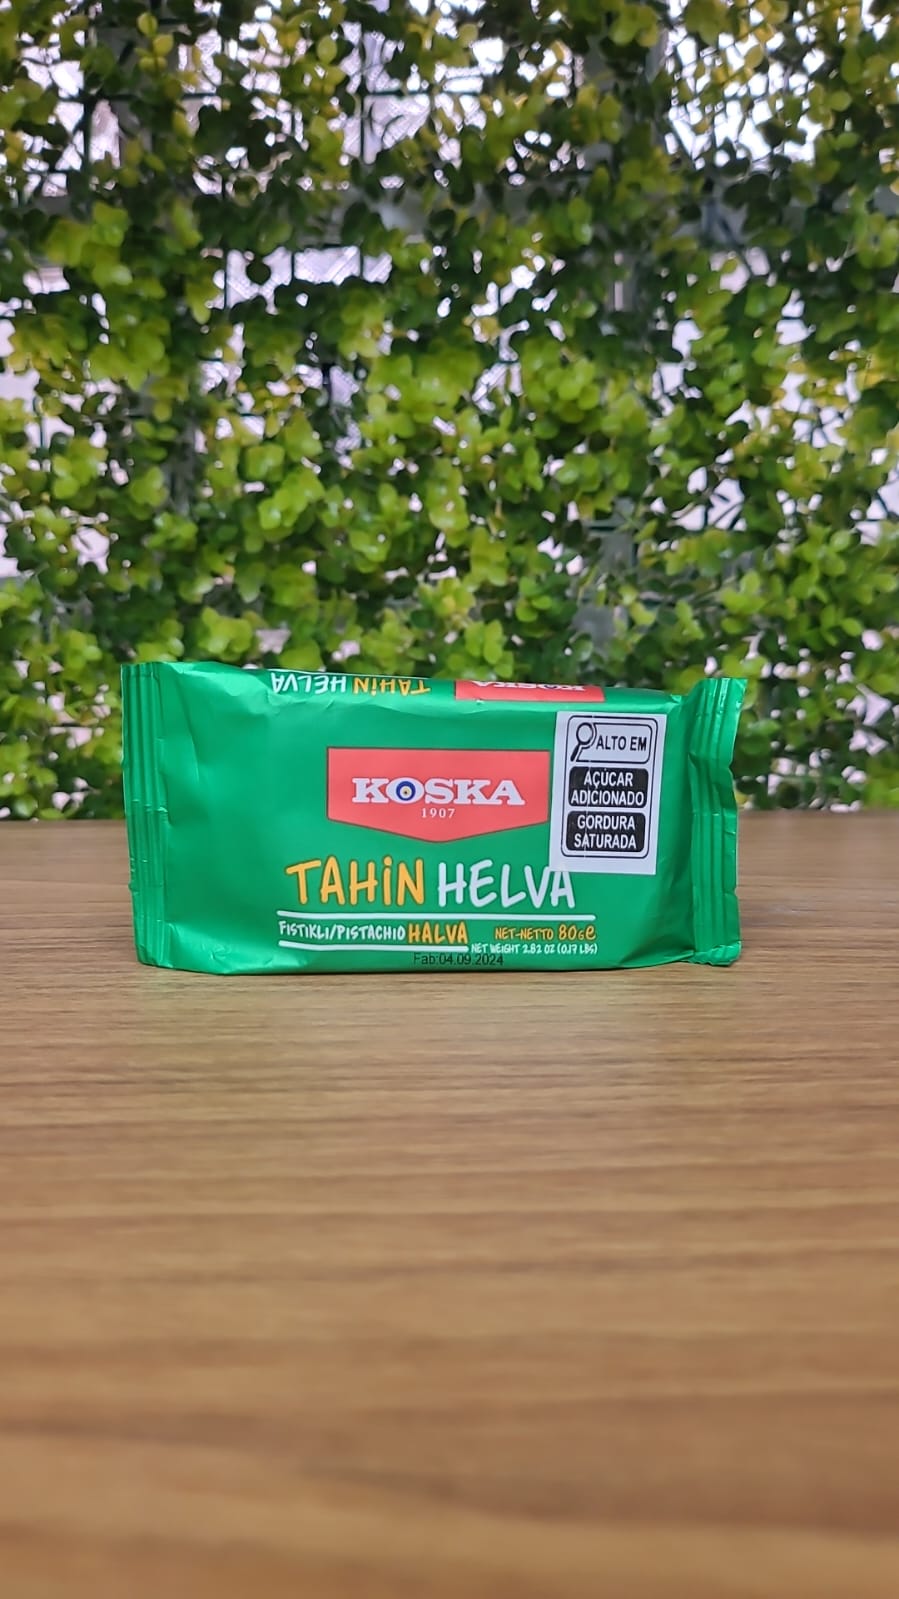 TAHiN HELVA
KOSKA
KOSKA
1907
ALTO EM
AÇÚCAR
ADICIONADO
GORDURA
SATURADA
TAHiN HELVA
FISTIKLI/PISTACHIO HALVA
NET-NETTO 80Ge
NET WEIGHT 2.82 OZ (0.17 LBS)
Fab:04.09.2024